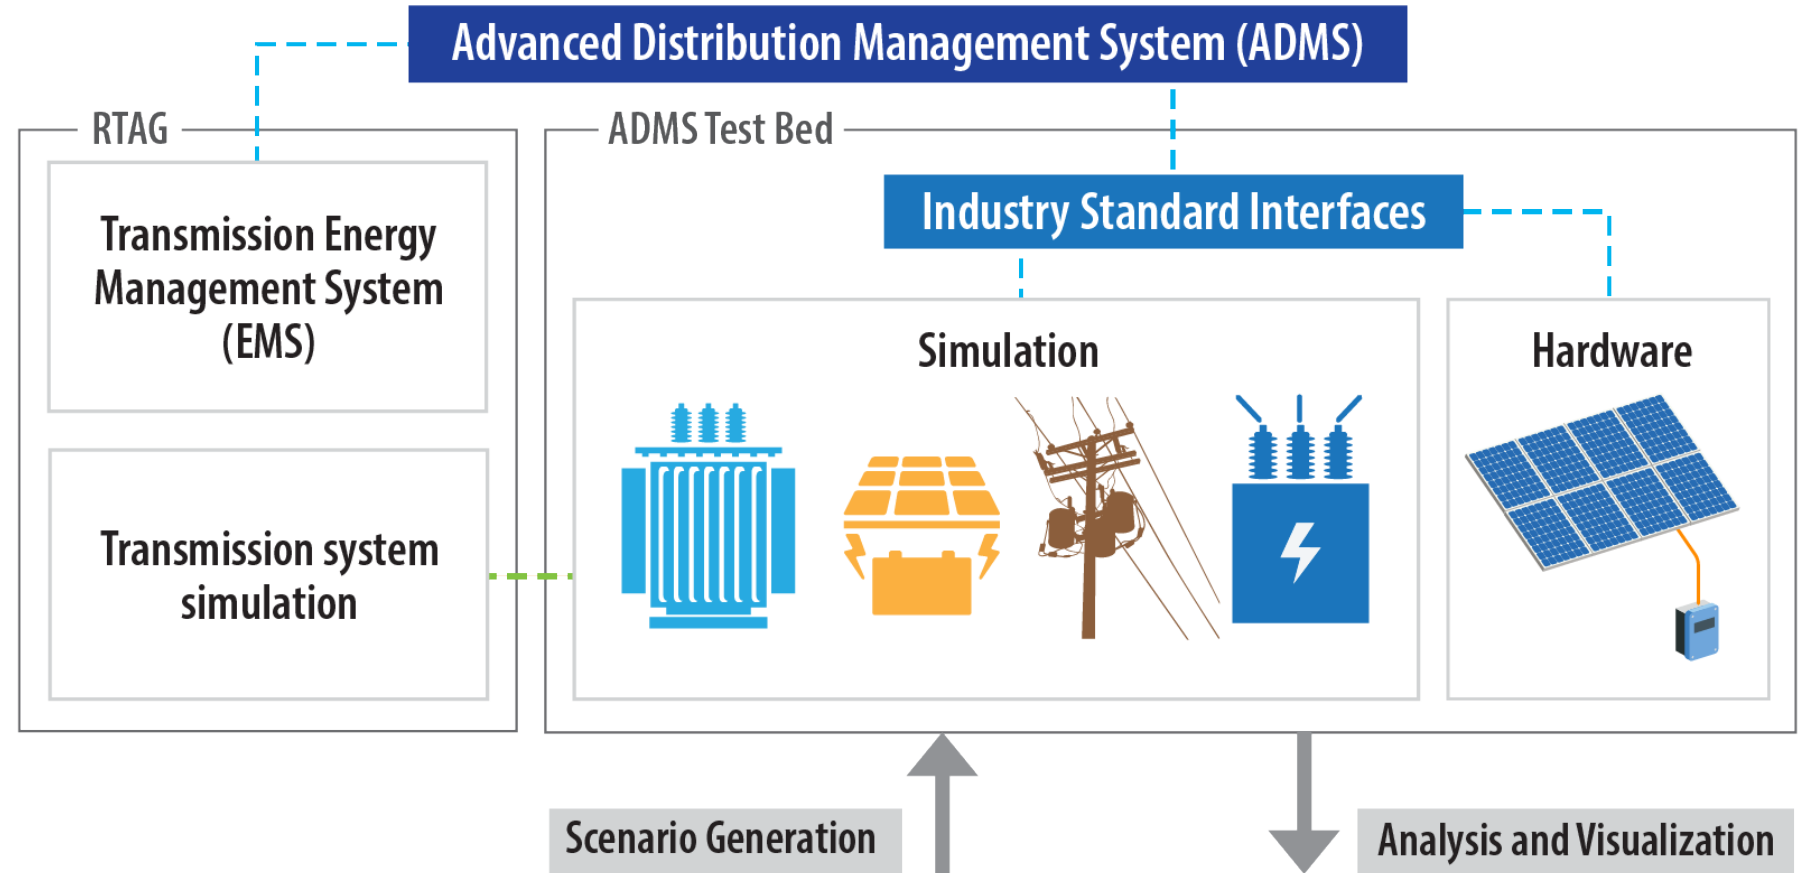 Advanced Distribution Management System (ADMS)
RTAG
ADMS Test Bed
Transmission Energy
Management System
(EMS)
Industry Standard Interfaces
Simulation
Hardware
Transmission system
simulation
Scenario Generation
Analysis and Visualization